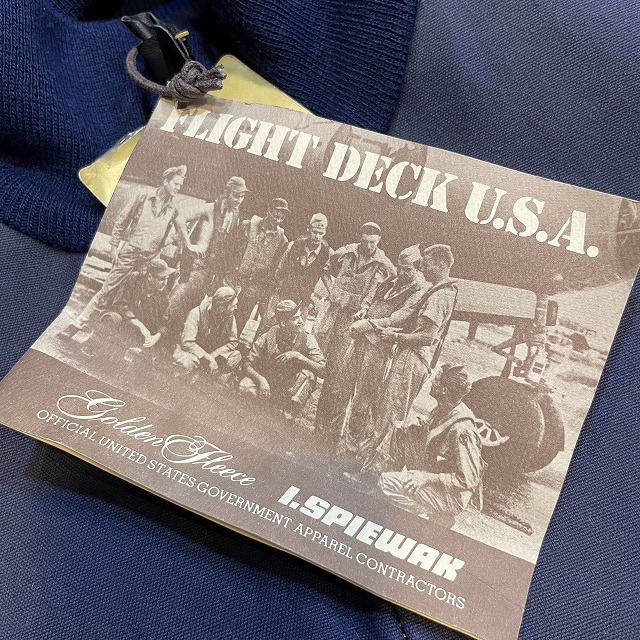 FLIGHT DECK U.S.A.
Golden Fleece
I.SPIEWAK
OFFICIAL UNITED STATES GOVERNMENT APPAREL CONTRACTORS